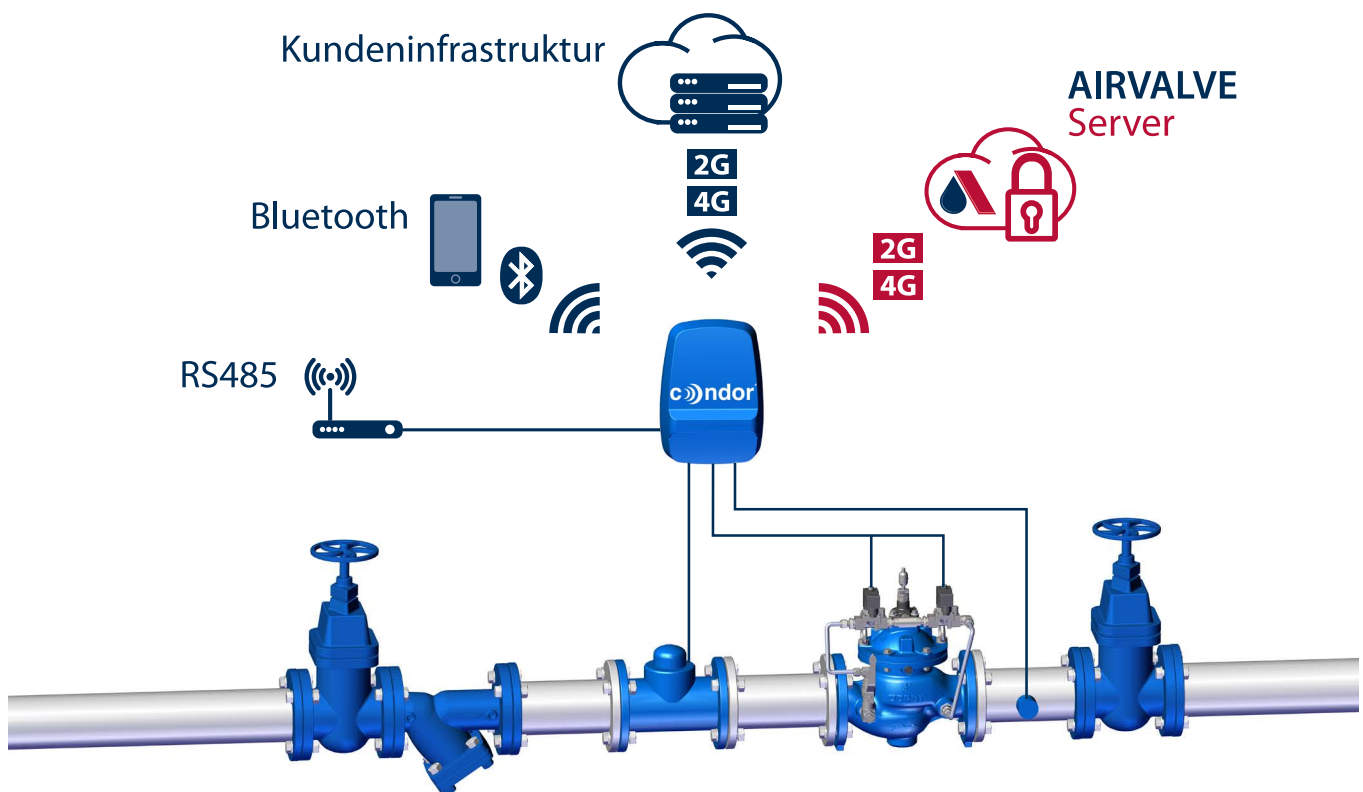 Kundeninfrastruktur
AIRVALVE
Server
2G
4G
Bluetooth
2G
4G
RS485
condor